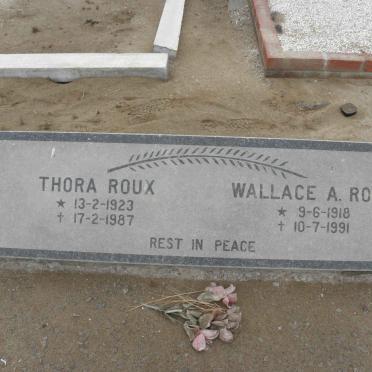 THORA ROUX
★ 13-2-1923
† 17-2-1987
WALLACE A. RO
★ 9-6-1918
† 10-7-1991
REST IN PEACE